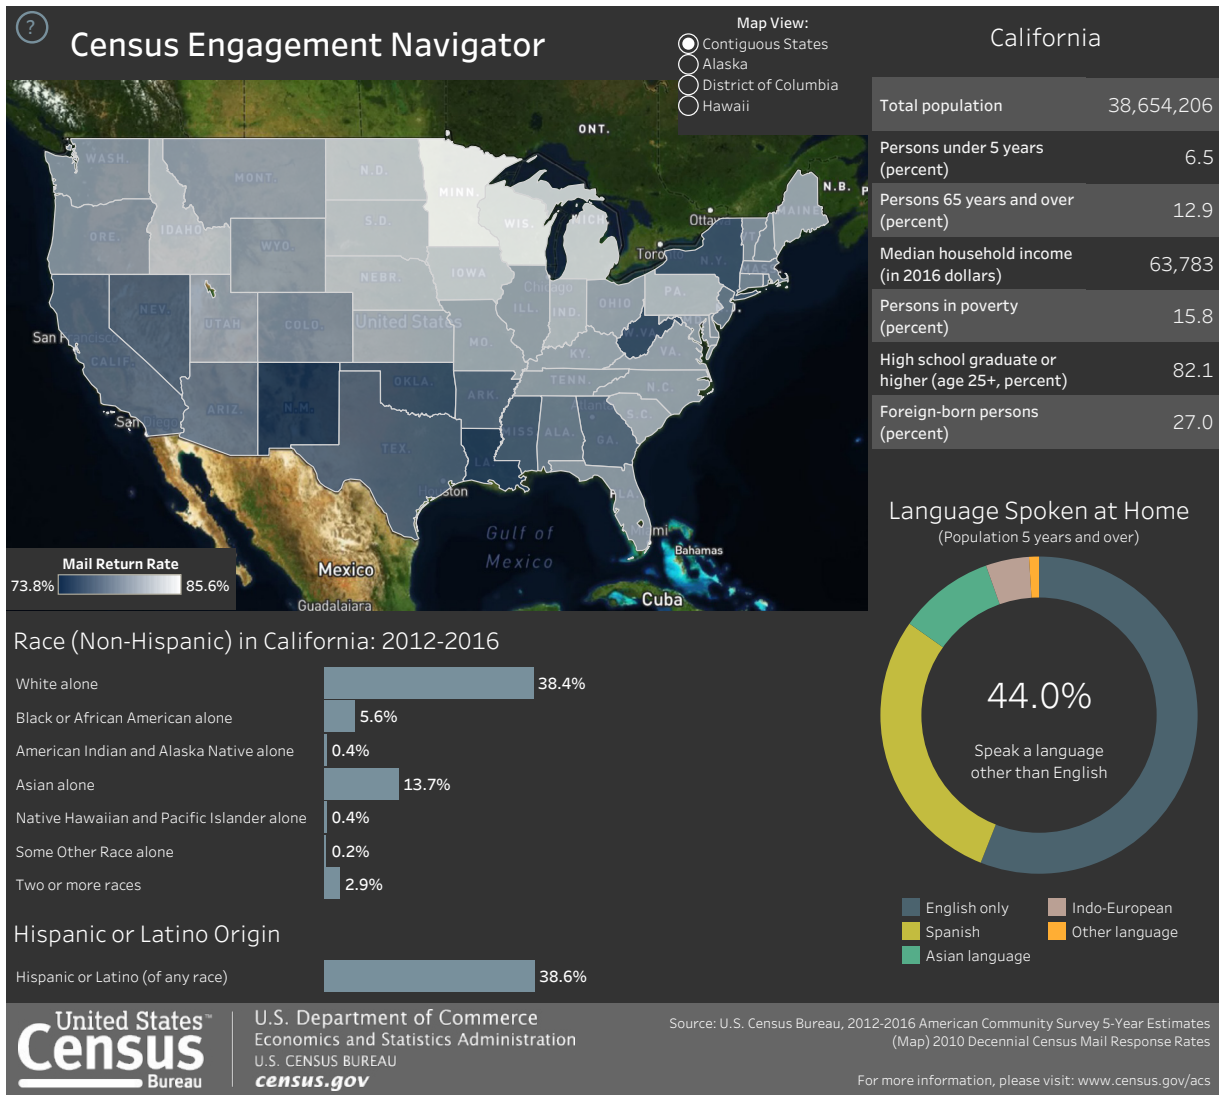 ?
Census Engagement Navigator
Map View:
Contiguous States
Alaska
District of Columbia
Hawaii
ONT.
WASH.
MONT.
N.D.
MINN.
N.B.
P
MAINE
ORE.
IDAHO
S.D.
WIS.
MICH.
Ottawa
VT.
WYO.
Toronto
N.Y.
MASS.
NEBR.
IOWA
Chicago
PA.
NEV.
UTAH
COLO.
United States
ILL.
IND.
OHIO
San Francisco
MO.
W.VA.
MD.
CALIF.
KY.
VA.
ARIZ.
N.M.
OKLA.
ARK.
TENN.
N.C.
San Diego
TEX.
MISS.
ALA.
Atlanta
GA.
S.C.
LA.
Houston
FLA.
mi
Gulf of
Mexico
Bahamas
Mexico
Cuba
Guadalajara
Mail Return Rate
73.8% 85.6%
California
Total population 38,654,206
Persons under 5 years
(percent) 6.5
Persons 65 years and over
(percent) 12.9
Median household income
(in 2016 dollars) 63,783
Persons in poverty
(percent) 15.8
High school graduate or
higher (age 25+, percent) 82.1
Foreign-born persons
(percent) 27.0
Language Spoken at Home
(Population 5 years and over)
44.0%
Speak a language
other than English
English only
Spanish
Asian language
Indo-European
Other language
Race (Non-Hispanic) in California: 2012-2016
White alone 38.4%
Black or African American alone 5.6%
American Indian and Alaska Native alone 0.4%
Asian alone 13.7%
Native Hawaiian and Pacific Islander alone 0.4%
Some Other Race alone 0.2%
Two or more races 2.9%
Hispanic or Latino Origin
Hispanic or Latino (of any race) 38.6%
United States™
Census
Bureau
U.S. Department of Commerce
Economics and Statistics Administration
U.S. CENSUS BUREAU
census.gov
Source: U.S. Census Bureau, 2012-2016 American Community Survey 5-Year Estimates
(Map) 2010 Decennial Census Mail Response Rates
For more information, please visit: www.census.gov/acs